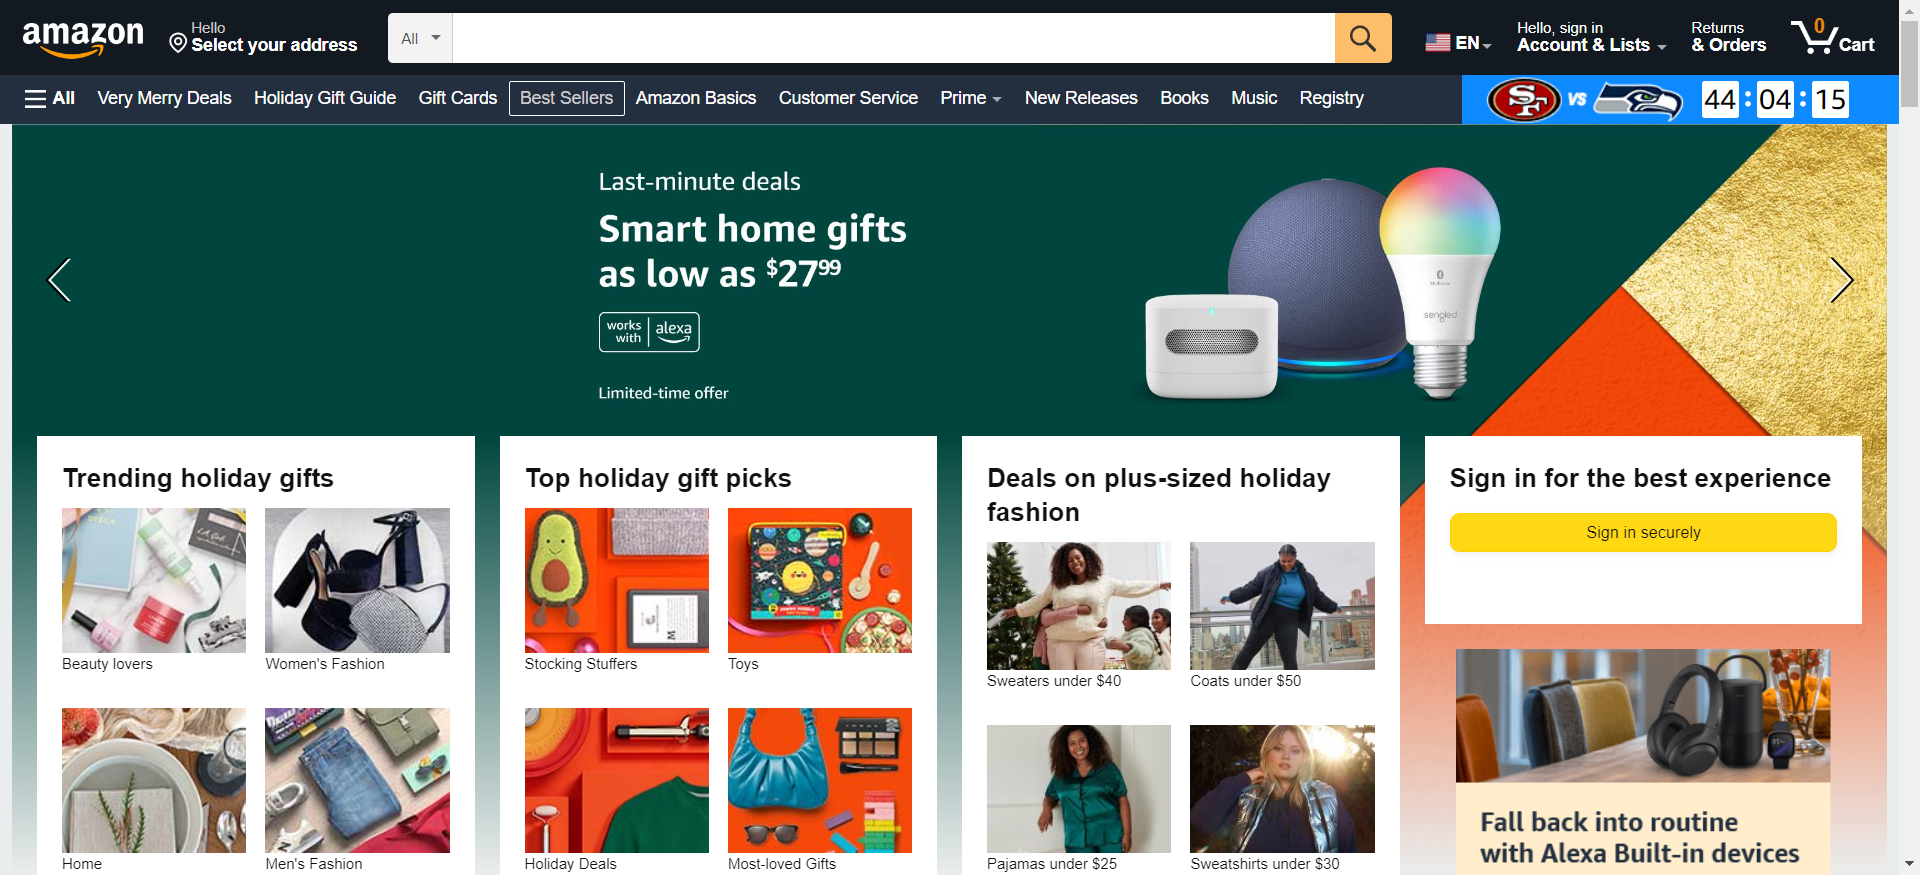 amazon
Hello
Select your address
All
EN
Hello, sign in
Account & Lists
Returns
& Orders
0
Cart
All
Very Merry Deals
Holiday Gift Guide
Gift Cards
Best Sellers
Amazon Basics
Customer Service
Prime
New Releases
Books
Music
Registry
SF
VS
44 : 04 : 15
Last-minute deals
Smart home gifts
as low as $2799
works with
alexa
Limited-time offer
sengled
Trending holiday gifts
Beauty lovers
Women's Fashion
Home
Men's Fashion
Top holiday gift picks
Stocking Stuffers
Toys
Holiday Deals
Most-loved Gifts
Deals on plus-sized holiday
fashion
Sweaters under $40
Coats under $50
Pajamas under $25
Sweatshirts under $30
Sign in for the best experience
Sign in securely
Fall back into routine
with Alexa Built-in devices